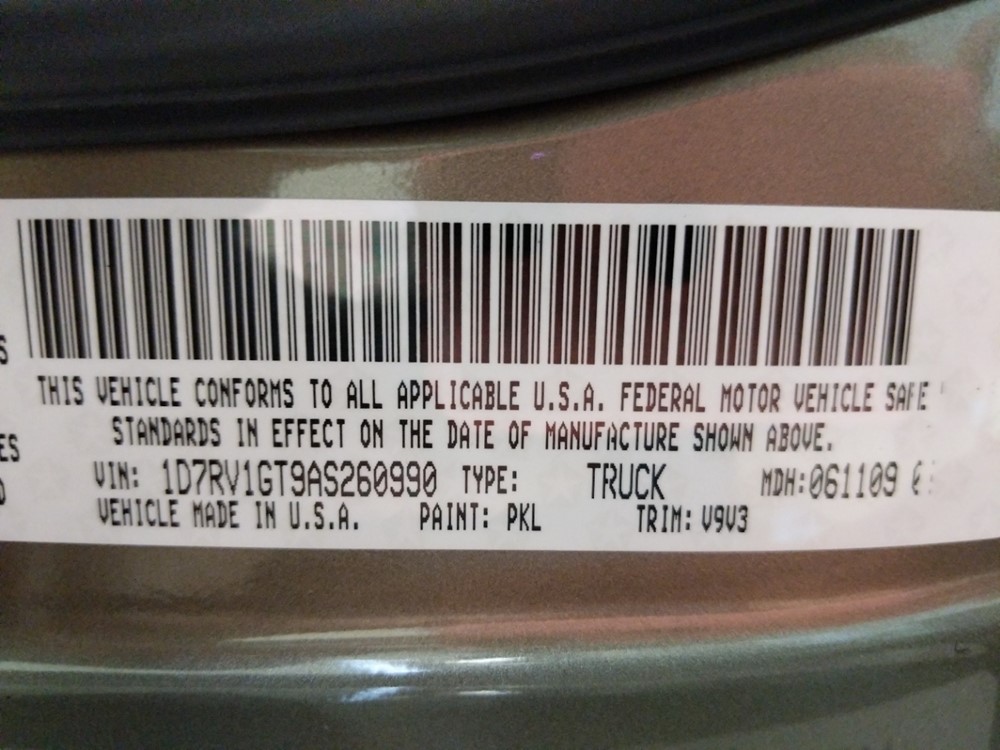 S
THIS VEHICLE CONFORMS TO ALL APPLICABLE U.S.A. FEDERAL MOTOR VEHICLE SAFE
ES
STANDARDS IN EFFECT ON THE DATE OF MANUFACTURE SHOWN ABOVE.
D
VIN: 1D7RV1GT9AS260990 TYPE: TRUCK MDH:061109
VEHICLE MADE IN U.S.A. PAINT: PKL TRIM: V9V3